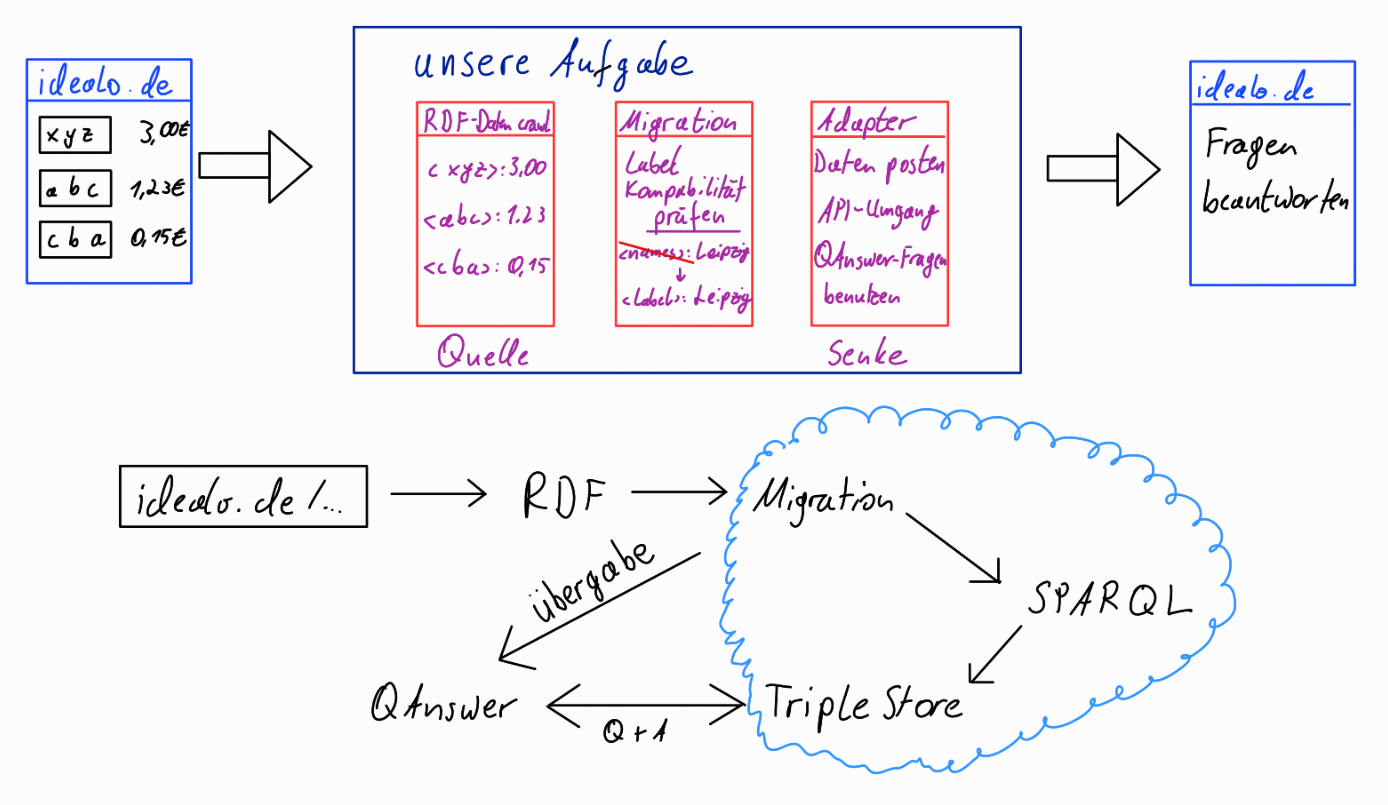 unsere Aufgabe
idealo.de
xyz 3,00€
abc 1,23€
cba 0,15€
RDF-Daten crawl
<xyz>:3,00
<abc>:1.23
<cba>:0,15
Quelle
Migration
Label
Kompabilität
prüfen
<names>:Leipzig
<label>:Leipzig
Adapter
Daten posten
API-Umgang
QAnswer-Fragen
benutzen
Senke
idealo.de
Fragen
beantworten
idealo.de/...
RDF
Migration
übergabe
SPARQL
QAnswer
Q+A
Triple Store